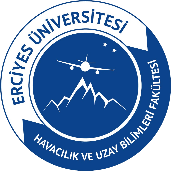 ERCİYES ÜNİVERSİTESİ
HAVACILIK VE UZAY BİLİMLERİ FAKÜLTESİ